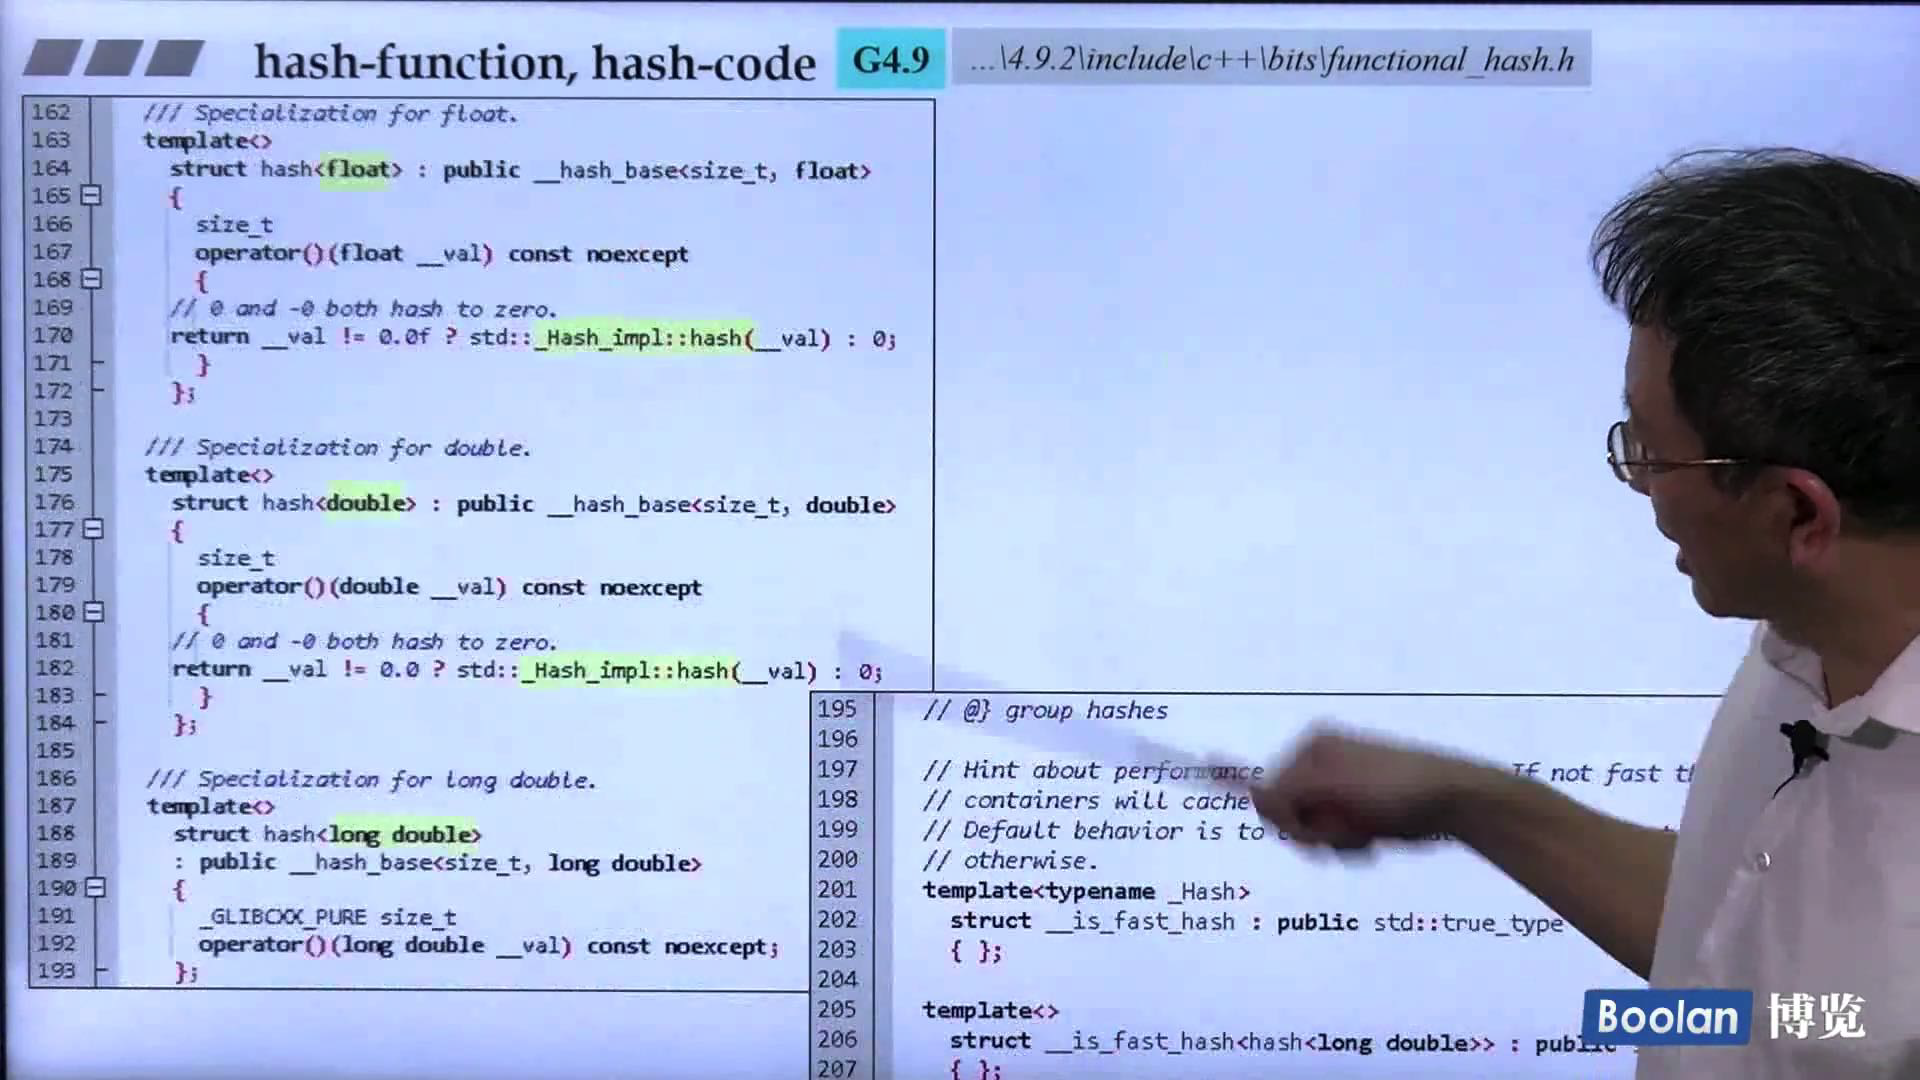 hash-function, hash-code G4.9 ...\4.9.2\include\c++\bits\functional_hash.h
162 /// Specialization for float.
163 template<>
164 struct hash<float> : public __hash_base<size_t, float>
165 {
166 size_t
167 operator()(float __val) const noexcept
168 {
169 // 0 and -0 both hash to zero.
170 return __val != 0.0f ? std::_Hash_impl::hash(__val) : 0;
171 }
172 };
173
174 /// Specialization for double.
175 template<>
176 struct hash<double> : public __hash_base<size_t, double>
177 {
178 size_t
179 operator()(double __val) const noexcept
180 {
181 // 0 and -0 both hash to zero.
182 return __val != 0.0 ? std::_Hash_impl::hash(__val) : 0;
183 }
184 };
185
186 /// Specialization for long double.
187 template<>
188 struct hash<long double>
189 : public __hash_base<size_t, long double>
190 {
191 _GLIBCXX_PURE size_t
192 operator()(long double __val) const noexcept;
193 };
195 // @} group hashes
196
197 // Hint about performance If not fast
198 // containers will cache
199 // Default behavior is to
200 // otherwise.
201 template<typename _Hash>
202 struct __is_fast_hash : public std::true_type
203 { };
204
205 template<>
206 struct __is_fast_hash<hash<long double>> :
207 { };
Boolan 博览